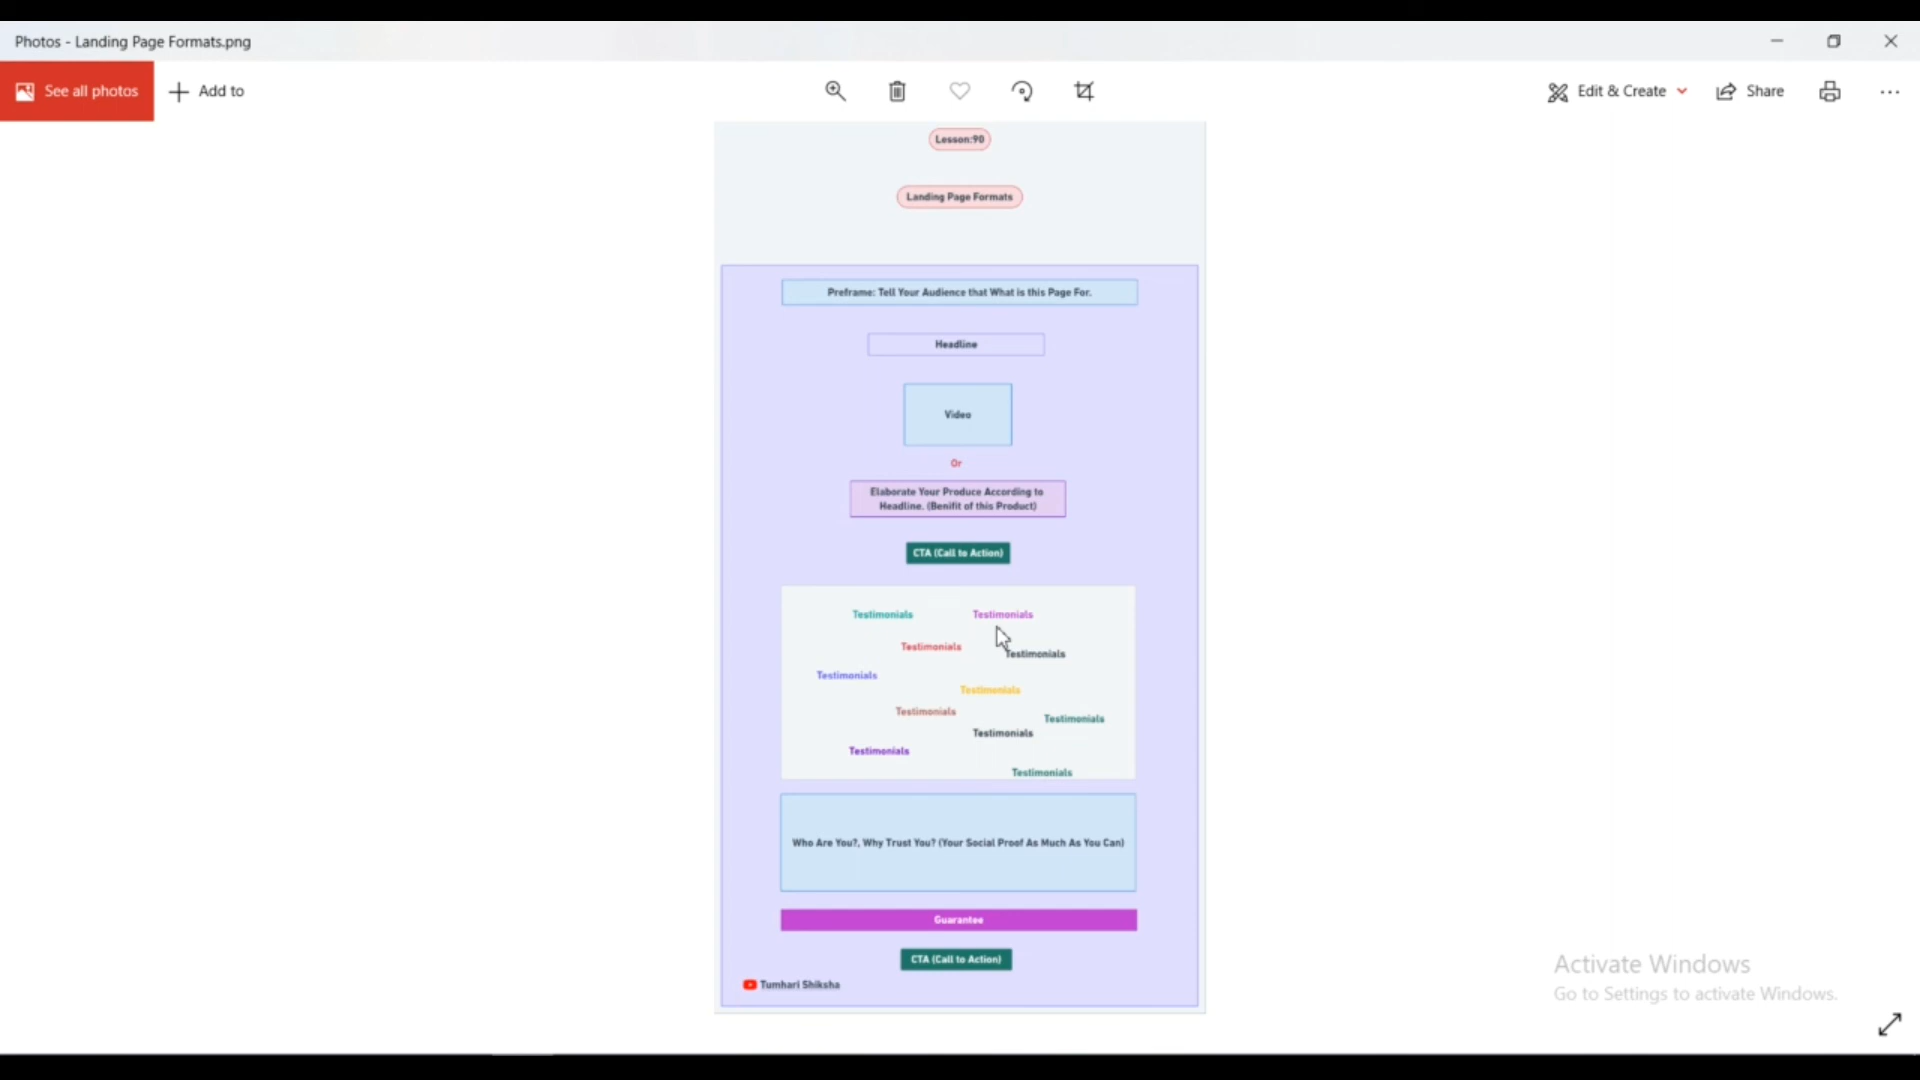 Photos - Landing Page Formats.png
See all photos
Add to
Edit & Create
Share
Lesson:90
Landing Page Formats
Preframe: Tell Your Audience that What is this Page For.
Headline
Video
Or
Elaborate Your Produce According to
Headline. (Benifit of this Product)
CTA (Call to Action)
Testimonials Testimonials
Testimonials Testimonials
Testimonials
Testimonials
Testimonials Testimonials
Testimonials
Testimonials
Testimonials
Who Are You?, Why Trust You? (Your Social Proof As Much As You Can)
Guarantee
CTA (Call to Action)
Tumhari Shiksha
Activate Windows
Go to Settings to activate Windows.